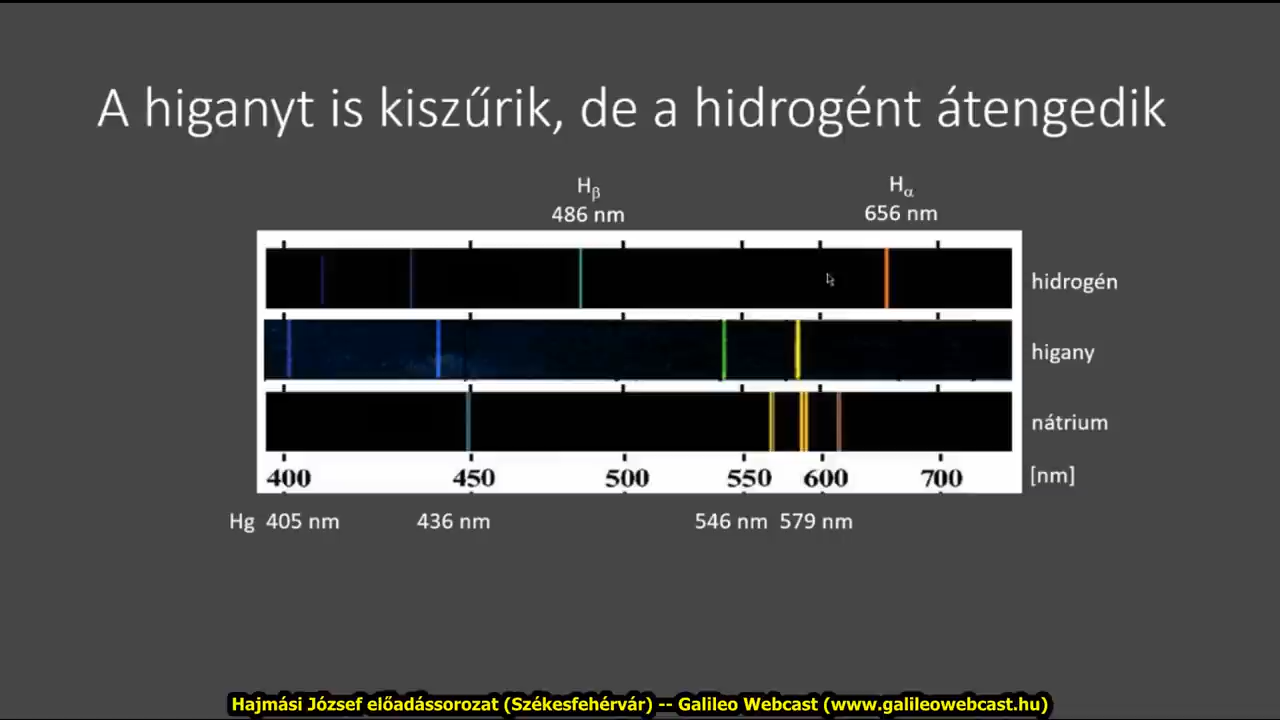 A higanyt is kiszűrik, de a hidrogént átengedik
Hβ Hα
486 nm 656 nm
hidrogén
higany
nátrium
400 450 500 550 600 700 [nm]
Hg 405 nm 436 nm 546 nm 579 nm
Hajmási József előadássorozat (Székesfehérvár) -- Galileo Webcast (www.galileowebcast.hu)